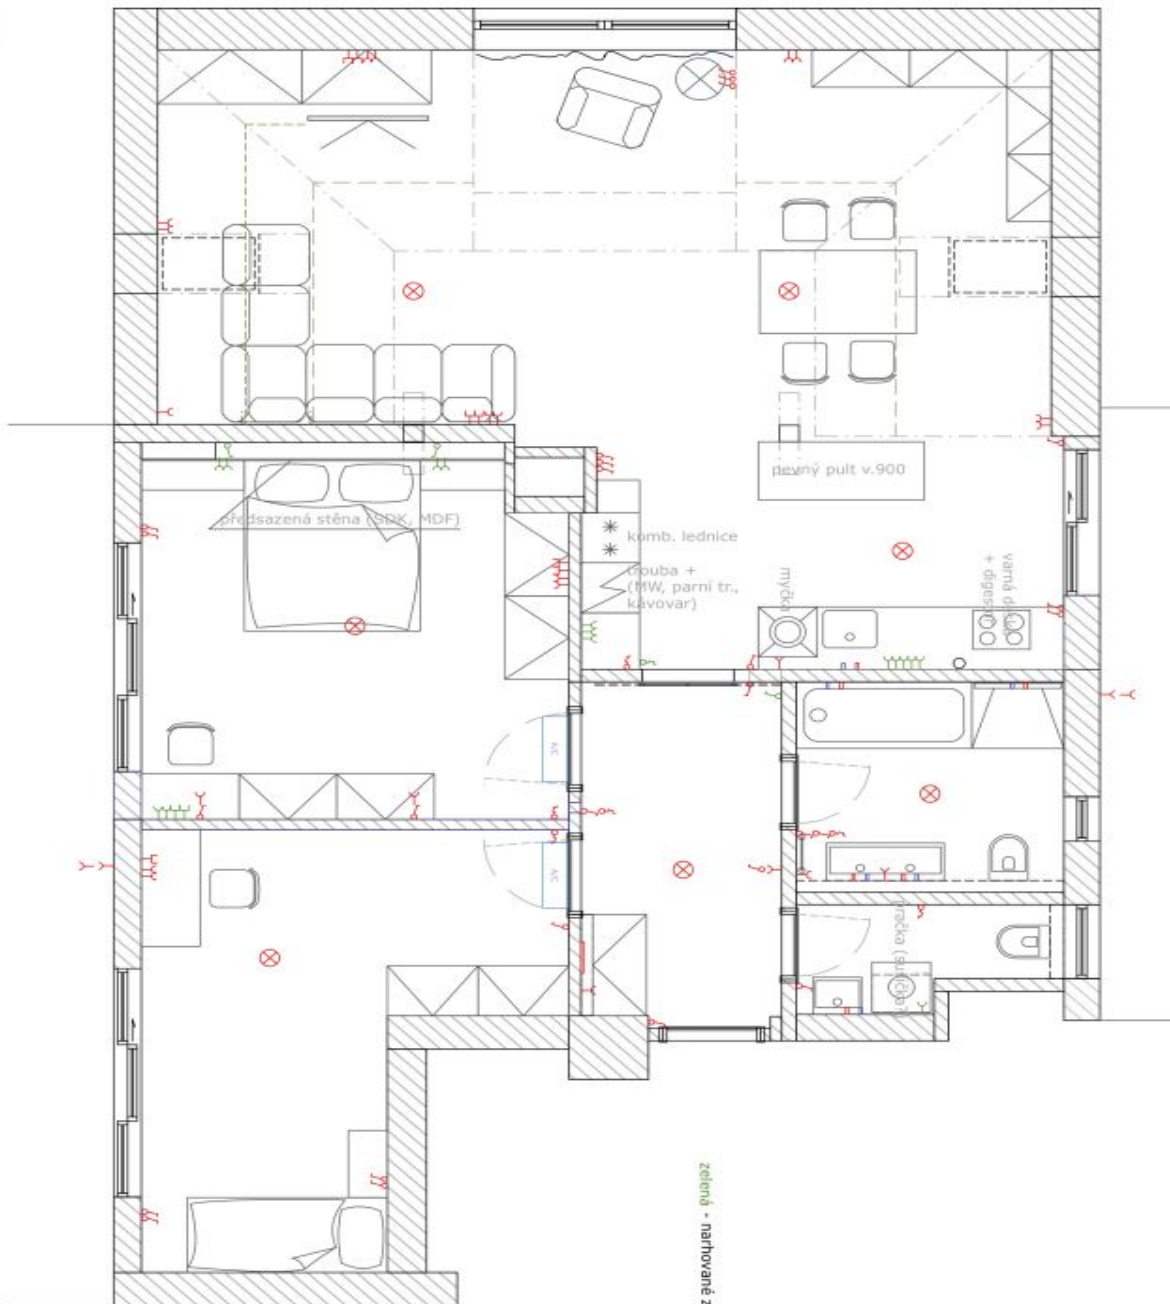 pevný pult v.900
předsazená stěna (SDK, MDF)
komb. lednice
trouba +
(MW, parní tr.,
kávovar)
myčka
varná deska
+ digestoř
A/C
A/C
pračka (sušička?)
zelená - narhované z